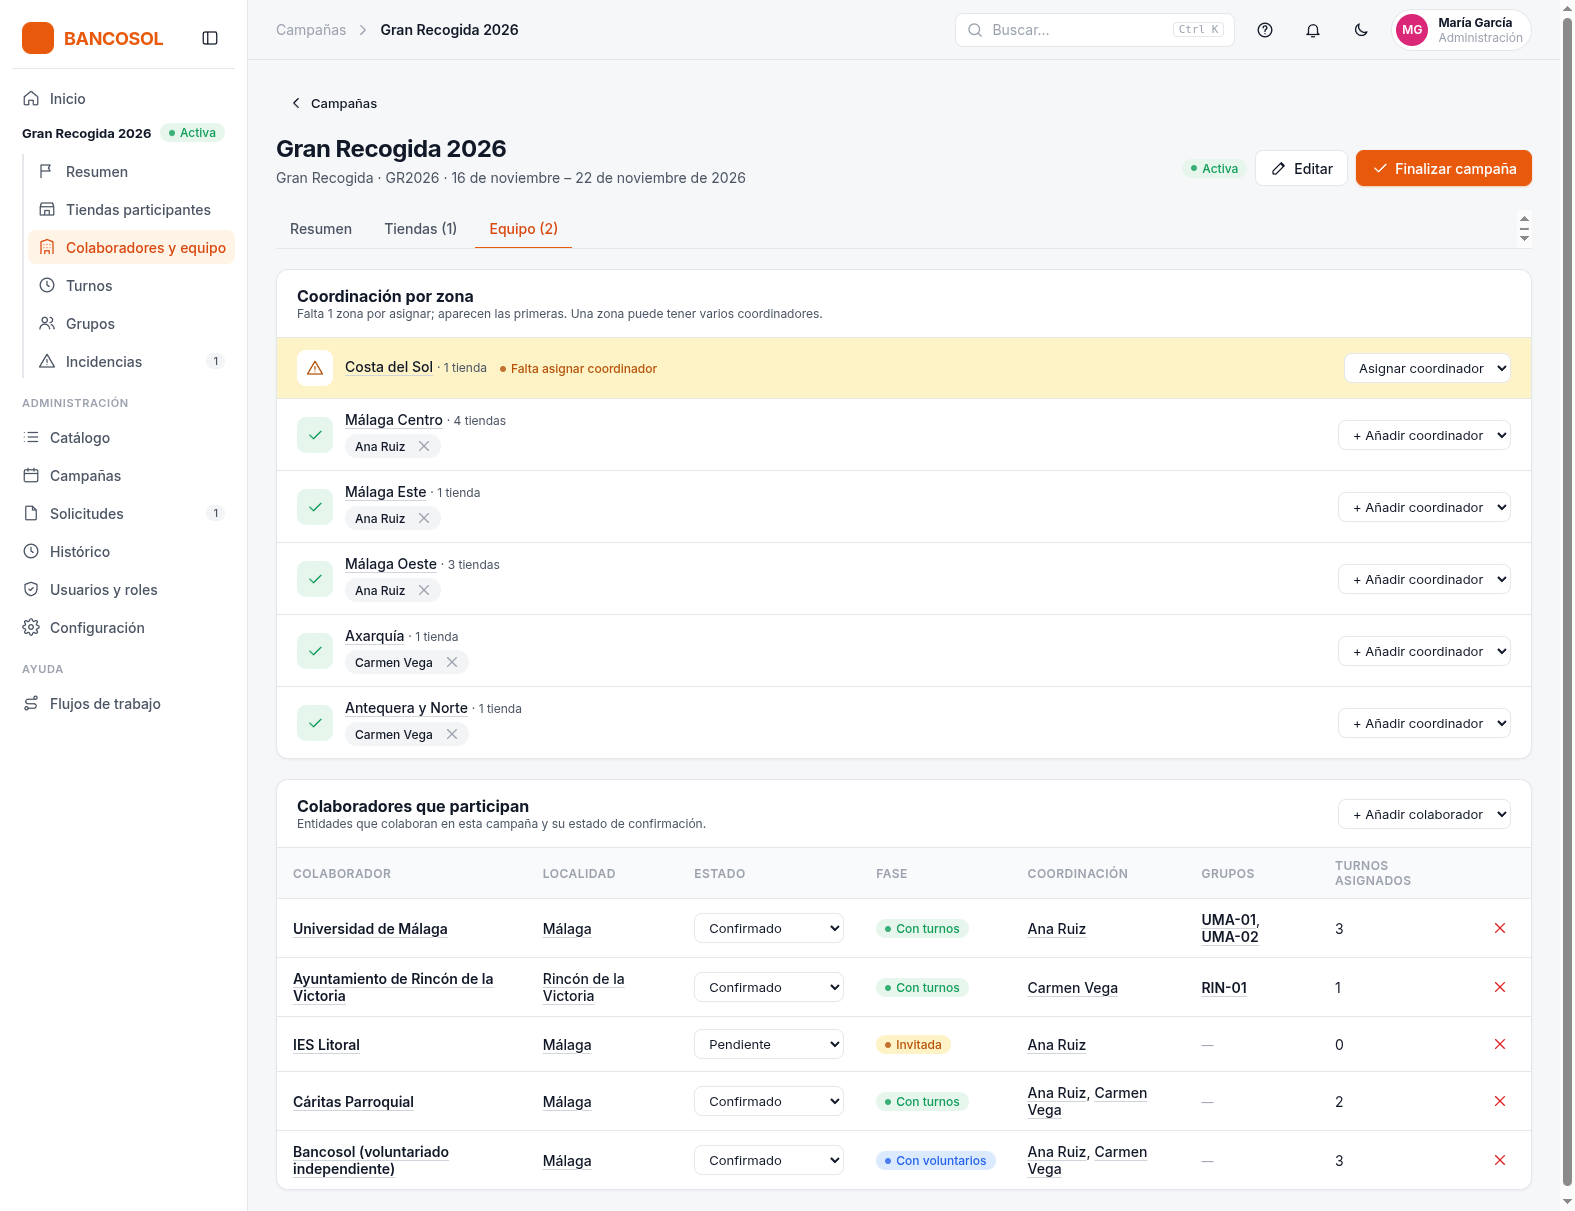 BANCOSOL
Inicio
Gran Recogida 2026 Activa
Resumen
Tiendas participantes
Colaboradores y equipo
Turnos
Grupos
Incidencias 1
ADMINISTRACIÓN
Catálogo
Campañas
Solicitudes 1
Histórico
Usuarios y roles
Configuración
AYUDA
Flujos de trabajo
Campañas Gran Recogida 2026
Buscar... Ctrl K
MG María García
Administración
Campañas
Gran Recogida 2026
Gran Recogida · GR2026 · 16 de noviembre – 22 de noviembre de 2026
Activa Editar Finalizar campaña
Resumen Tiendas (1) Equipo (2)
Coordinación por zona
Falta 1 zona por asignar; aparecen las primeras. Una zona puede tener varios coordinadores.
Costa del Sol · 1 tienda Falta asignar coordinador Asignar coordinador
Málaga Centro · 4 tiendas
Ana Ruiz
+ Añadir coordinador
Málaga Este · 1 tienda
Ana Ruiz
+ Añadir coordinador
Málaga Oeste · 3 tiendas
Ana Ruiz
+ Añadir coordinador
Axarquía · 1 tienda
Carmen Vega
+ Añadir coordinador
Antequera y Norte · 1 tienda
Carmen Vega
+ Añadir coordinador
Colaboradores que participan
Entidades que colaboran en esta campaña y su estado de confirmación.
+ Añadir colaborador
COLABORADOR LOCALIDAD ESTADO FASE COORDINACIÓN GRUPOS TURNOS
ASIGNADOS
Universidad de Málaga Málaga Confirmado Con turnos Ana Ruiz UMA-01, 3
UMA-02
Ayuntamiento de Rincón de la Rincón de la Confirmado Con turnos Carmen Vega RIN-01 1
Victoria Victoria
IES Litoral Málaga Pendiente Invitada Ana Ruiz — 0
Cáritas Parroquial Málaga Confirmado Con turnos Ana Ruiz, Carmen — 2
Vega
Bancosol (voluntariado Málaga Confirmado Con voluntarios Ana Ruiz, Carmen — 3
independiente) Vega